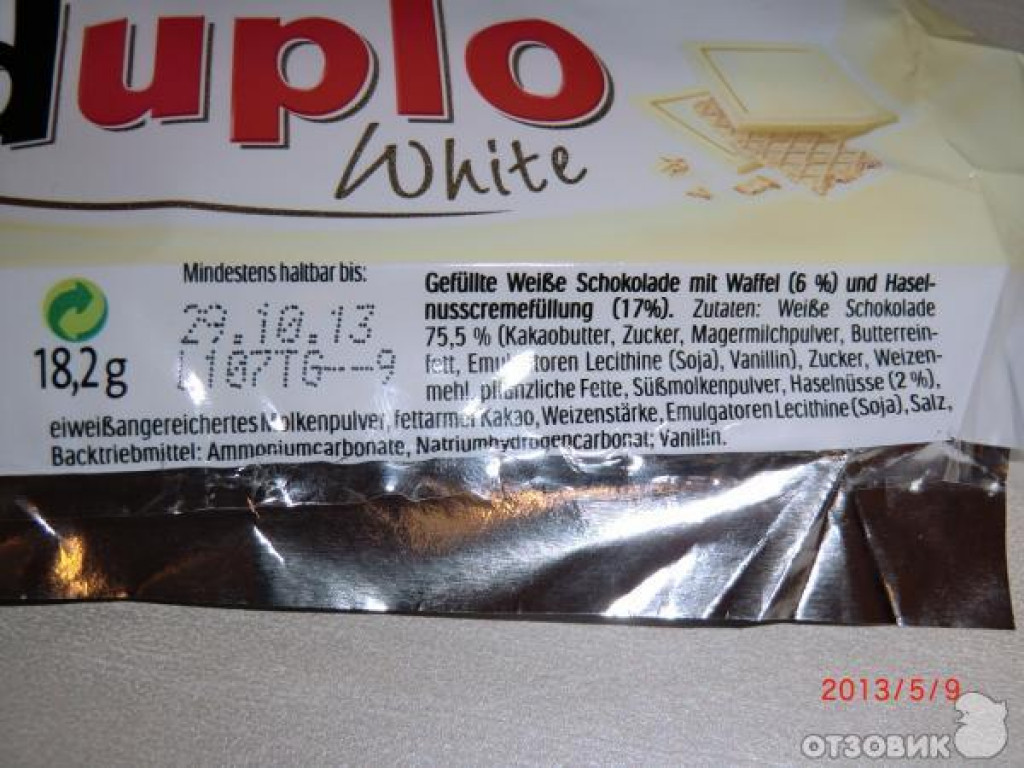 duplo
White
Mindestens haltbar bis:
29.10.13
L107TG---9
18,2g
Gefüllte Weiße Schokolade mit Waffel (6 %) und Hasel-
nusscremefüllung (17%). Zutaten: Weiße Schokolade
75,5 % (Kakaobutter, Zucker, Magermilchpulver, Butterrein-
fett, Emulgatoren Lecithine (Soja), Vanillin), Zucker, Weizen-
mehl, pflanzliche Fette, Süßmolkenpulver, Haselnüsse (2 %),
eiweißangereichertes Molkenpulver, fettarmer Kakao, Weizenstärke, Emulgatoren Lecithine (Soja), Salz,
Backtriebmittel: Ammoniumcarbonate, Natriumhydrogencarbonat; Vanillin.
2013/5/9
ОТЗОВИК